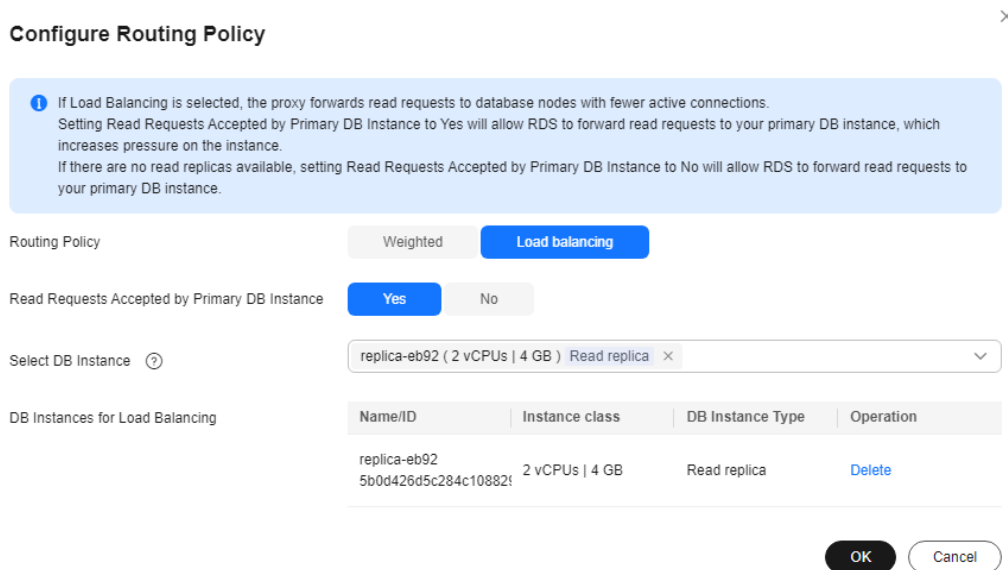 Configure Routing Policy
If Load Balancing is selected, the proxy forwards read requests to database nodes with fewer active connections.
Setting Read Requests Accepted by Primary DB Instance to Yes will allow RDS to forward read requests to your primary DB instance, which
increases pressure on the instance.
If there are no read replicas available, setting Read Requests Accepted by Primary DB Instance to No will allow RDS to forward read requests to
your primary DB instance.
Routing Policy Weighted Load balancing
Read Requests Accepted by Primary DB Instance Yes No
Select DB Instance ? replica-eb92 ( 2 vCPUs | 4 GB ) Read replica ×
DB Instances for Load Balancing Name/ID Instance class DB Instance Type Operation
replica-eb92
5b0d426d5c284c10882 2 vCPUs | 4 GB Read replica Delete
OK Cancel